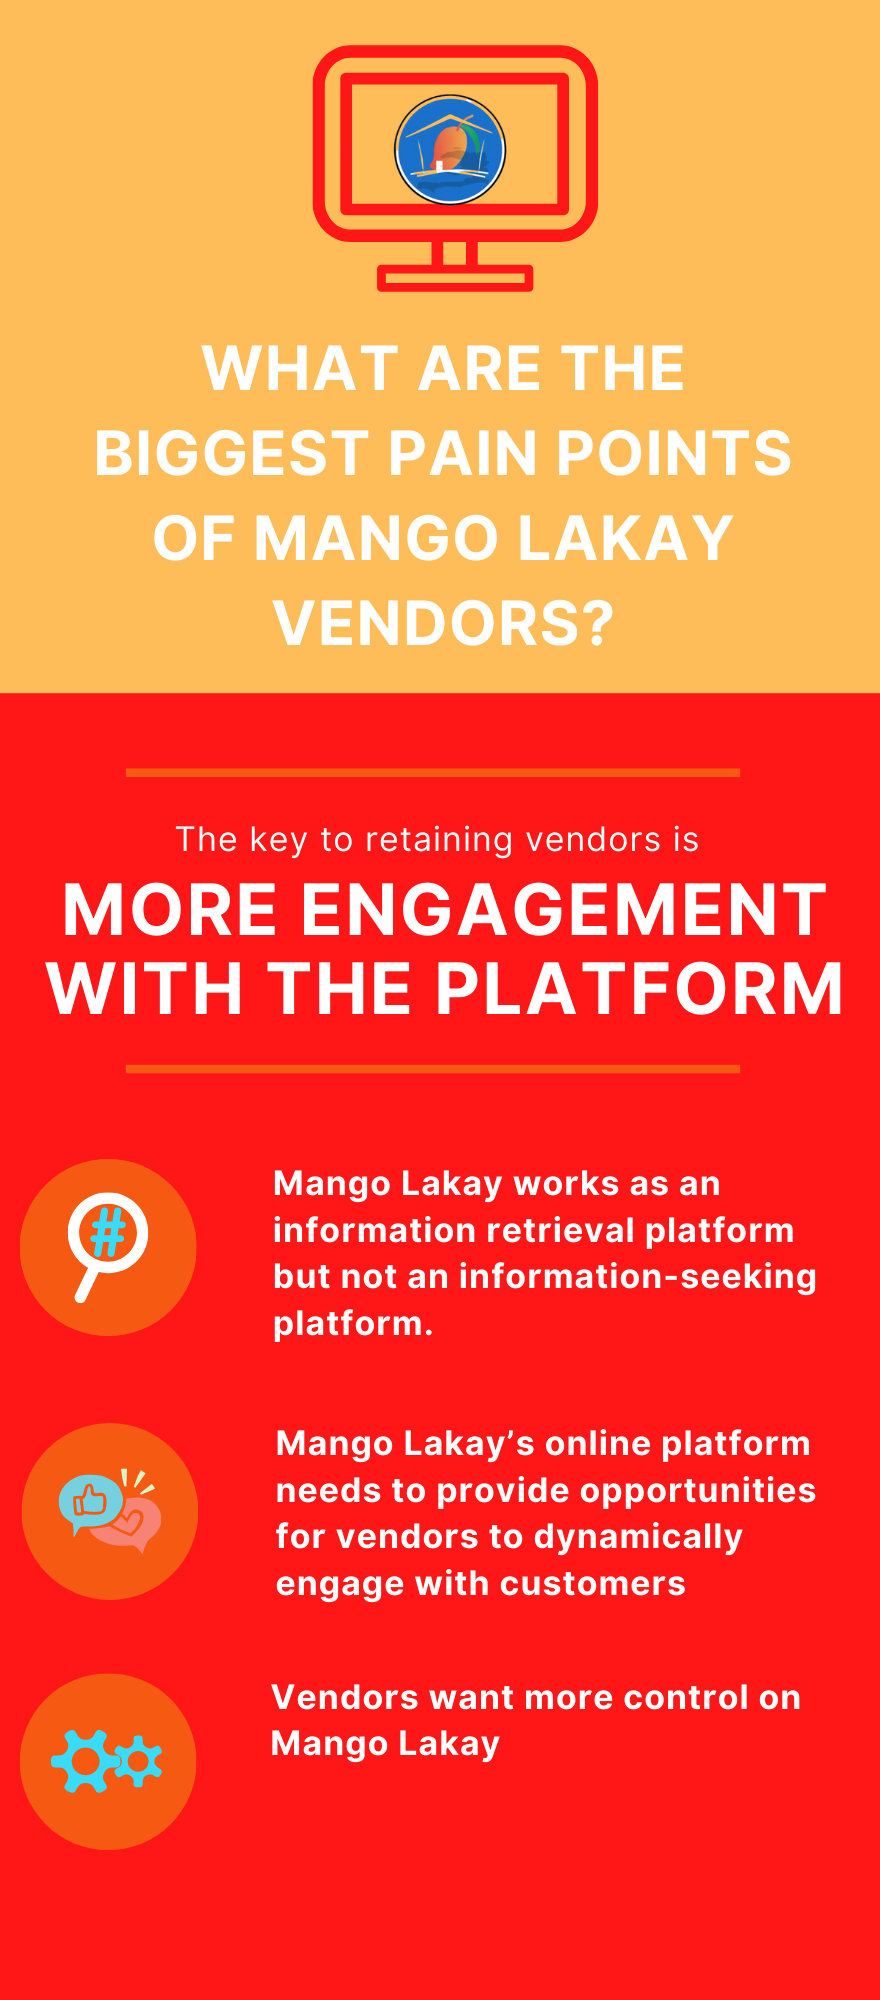 WHAT ARE THE
BIGGEST PAIN POINTS
OF MANGO LAKAY
VENDORS?
The key to retaining vendors is
MORE ENGAGEMENT
WITH THE PLATFORM
#
Mango Lakay works as an
information retrieval platform
but not an information-seeking
platform.
Mango Lakay’s online platform
needs to provide opportunities
for vendors to dynamically
engage with customers
Vendors want more control on
Mango Lakay